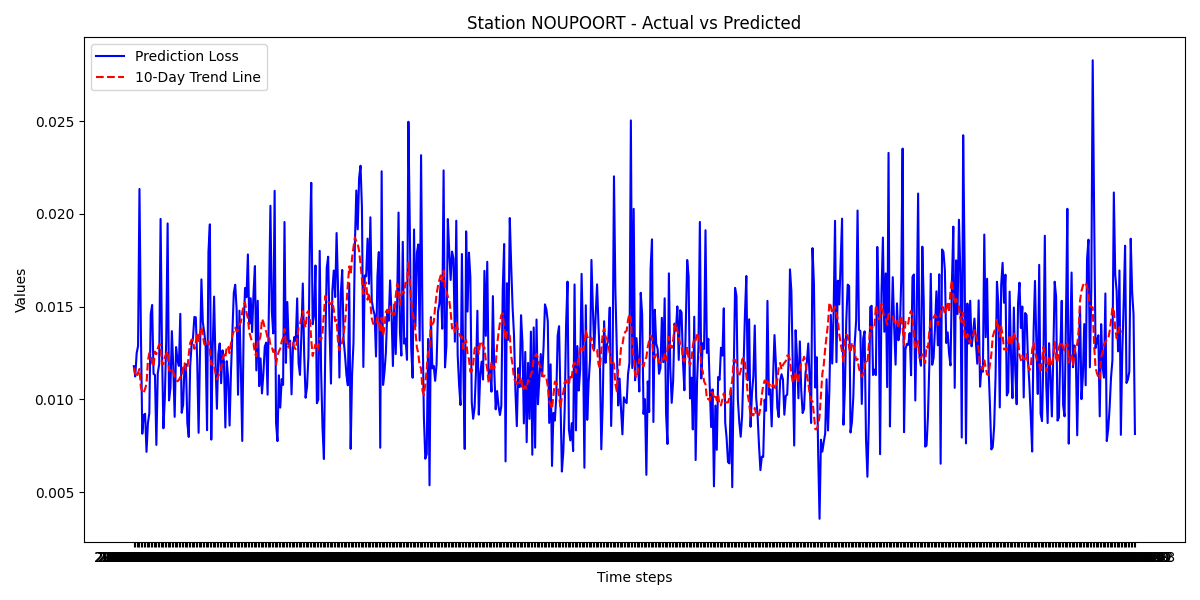 Station NOUPOORT - Actual vs Predicted
Prediction Loss
10-Day Trend Line
Values
0.025
0.020
0.015
0.010
0.005
Time steps